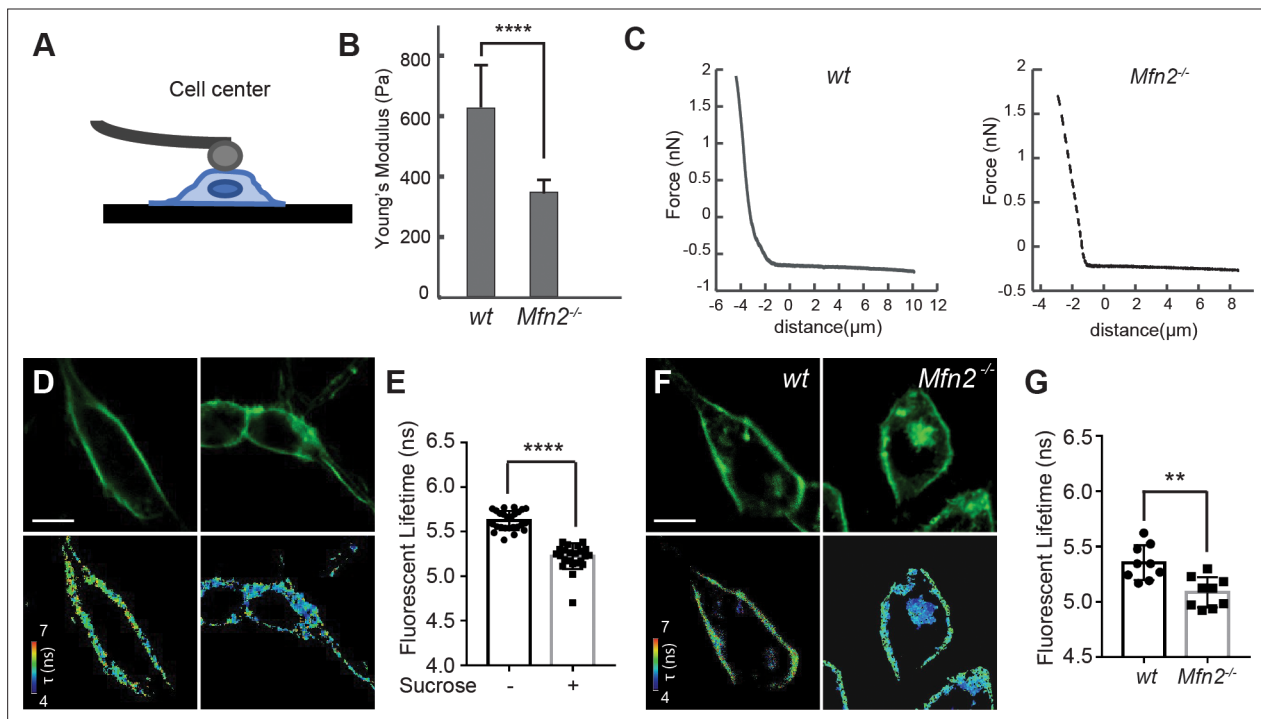 A
Cell center
B
****
Young's Modulus (Pa)
800
600
400
200
0
wt
Mfn2-/-
C
wt
Force (nN)
2
1.5
1
0.5
0
-0.5
-1
-6
-4
-2
0
2
4
6
8
10
12
distance(µm)
Mfn2-/-
Force (nN)
2
1.5
1
0.5
0
-0.5
-4
-2
0
2
4
6
8
distance(µm)
D
7
τ (ns)
4
E
****
Fluorescent Lifetime (ns)
6.5
6.0
5.5
5.0
4.5
4.0
Sucrose - +
F
wt
Mfn2 -/-
7
τ (ns)
4
G
**
Fluorescent Lifetime (ns)
6.5
6.0
5.5
5.0
4.5
wt
Mfn2-/-